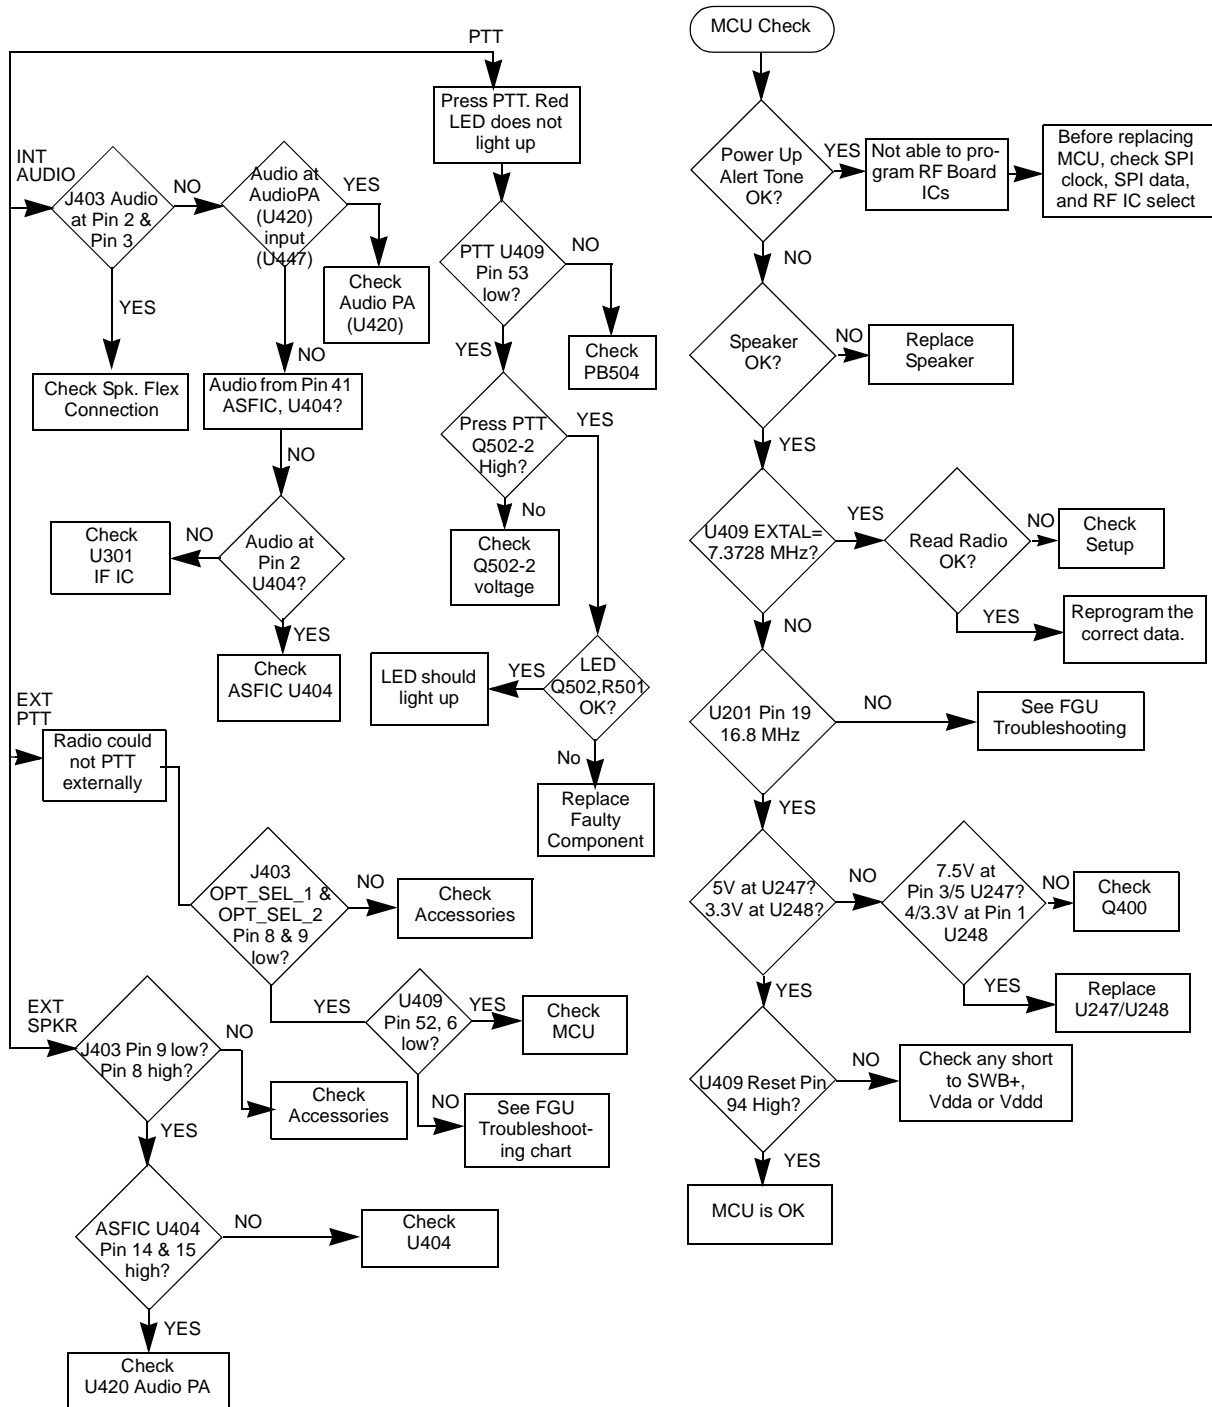 PTT
Press PTT. Red
LED does not
light up
INT
AUDIO
J403 Audio
at Pin 2 &
Pin 3
NO
Audio at
AudioPA
(U420)
input
(U447)
YES
Check
Audio PA
(U420)
YES
Check Spk. Flex
Connection
NO
Audio from Pin 41
ASFIC, U404?
NO
Audio at
Pin 2
U404?
NO
Check
U301
IF IC
YES
Check
ASFIC U404
PTT U409
Pin 53
low?
NO
Check
PB504
YES
Press PTT
Q502-2
High?
YES
No
Check
Q502-2
voltage
LED
Q502,R501
OK?
YES
LED should
light up
No
Replace
Faulty
Component
EXT
PTT
Radio could
not PTT
externally
J403
OPT_SEL_1 &
OPT_SEL_2
Pin 8 & 9
low?
NO
Check
Accessories
YES
U409
Pin 52, 6
low?
YES
Check
MCU
NO
See FGU
Troubleshoot-
ing chart
EXT
SPKR
J403 Pin 9 low?
Pin 8 high?
NO
Check
Accessories
YES
ASFIC U404
Pin 14 & 15
high?
NO
Check
U404
YES
Check
U420 Audio PA
MCU Check
Power Up
Alert Tone
OK?
YES
Not able to pro-
gram RF Board
ICs
Before replacing
MCU, check SPI
clock, SPI data,
and RF IC select
NO
Speaker
OK?
NO
Replace
Speaker
YES
U409 EXTAL=
7.3728 MHz?
YES
Read Radio
OK?
NO
Check
Setup
YES
Reprogram the
correct data.
NO
U201 Pin 19
16.8 MHz
NO
See FGU
Troubleshooting
YES
5V at U247?
3.3V at U248?
NO
7.5V at
Pin 3/5 U247?
4/3.3V at Pin 1
U248
NO
Check
Q400
YES
Replace
U247/U248
YES
U409 Reset Pin
94 High?
NO
Check any short
to SWB+,
Vdda or Vddd
YES
MCU is OK